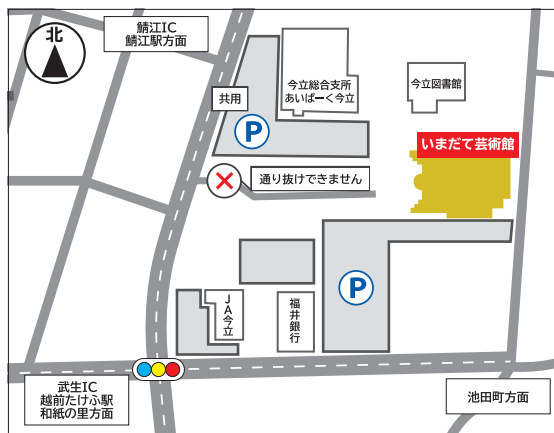 北
鯖江IC
鯖江駅方面
今立総合支所
あいぱーく今立
今立図書館
共用
P
いまだて芸術館
通り抜けできません
P
JA今立
福井銀行
武生IC
越前たけふ駅
和紙の里方面
池田町方面